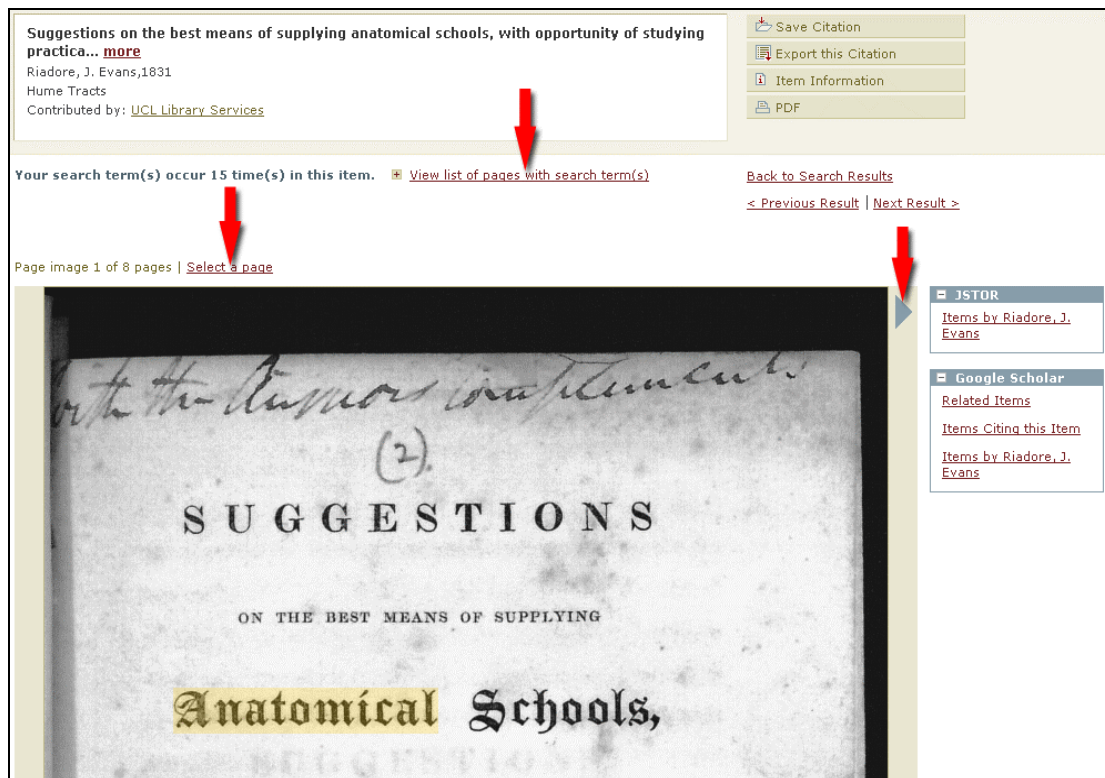 Suggestions on the best means of supplying anatomical schools, with opportunity of studying
practica... more
Riadore, J. Evans,1831
Hume Tracts
Contributed by: UCL Library Services
Save Citation
Export this Citation
Item Information
PDF
Your search term(s) occur 15 time(s) in this item.
View list of pages with search term(s)
Back to Search Results
< Previous Result | Next Result >
Page image 1 of 8 pages | Select a page
JSTOR
Items by Riadore, J.
Evans
Google Scholar
Related Items
Items Citing this Item
Items by Riadore, J.
Evans
with the Authors compliments
(2).
SUGGESTIONS
ON THE BEST MEANS OF SUPPLYING
Anatomical Schools,